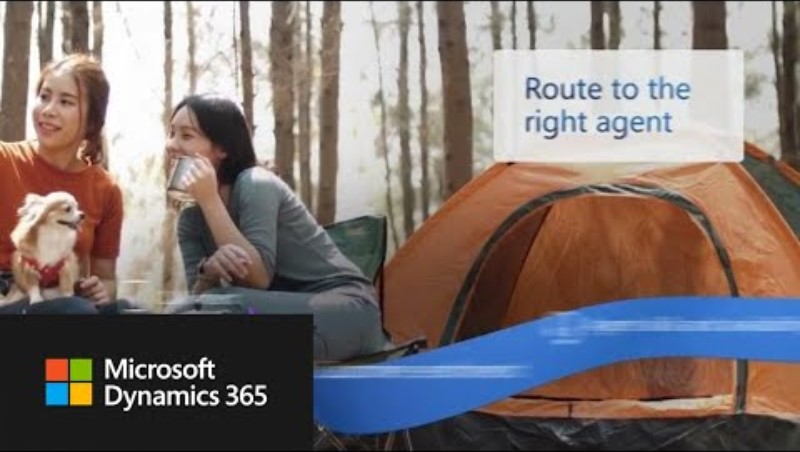 Route to the
right agent
Microsoft
Dynamics 365